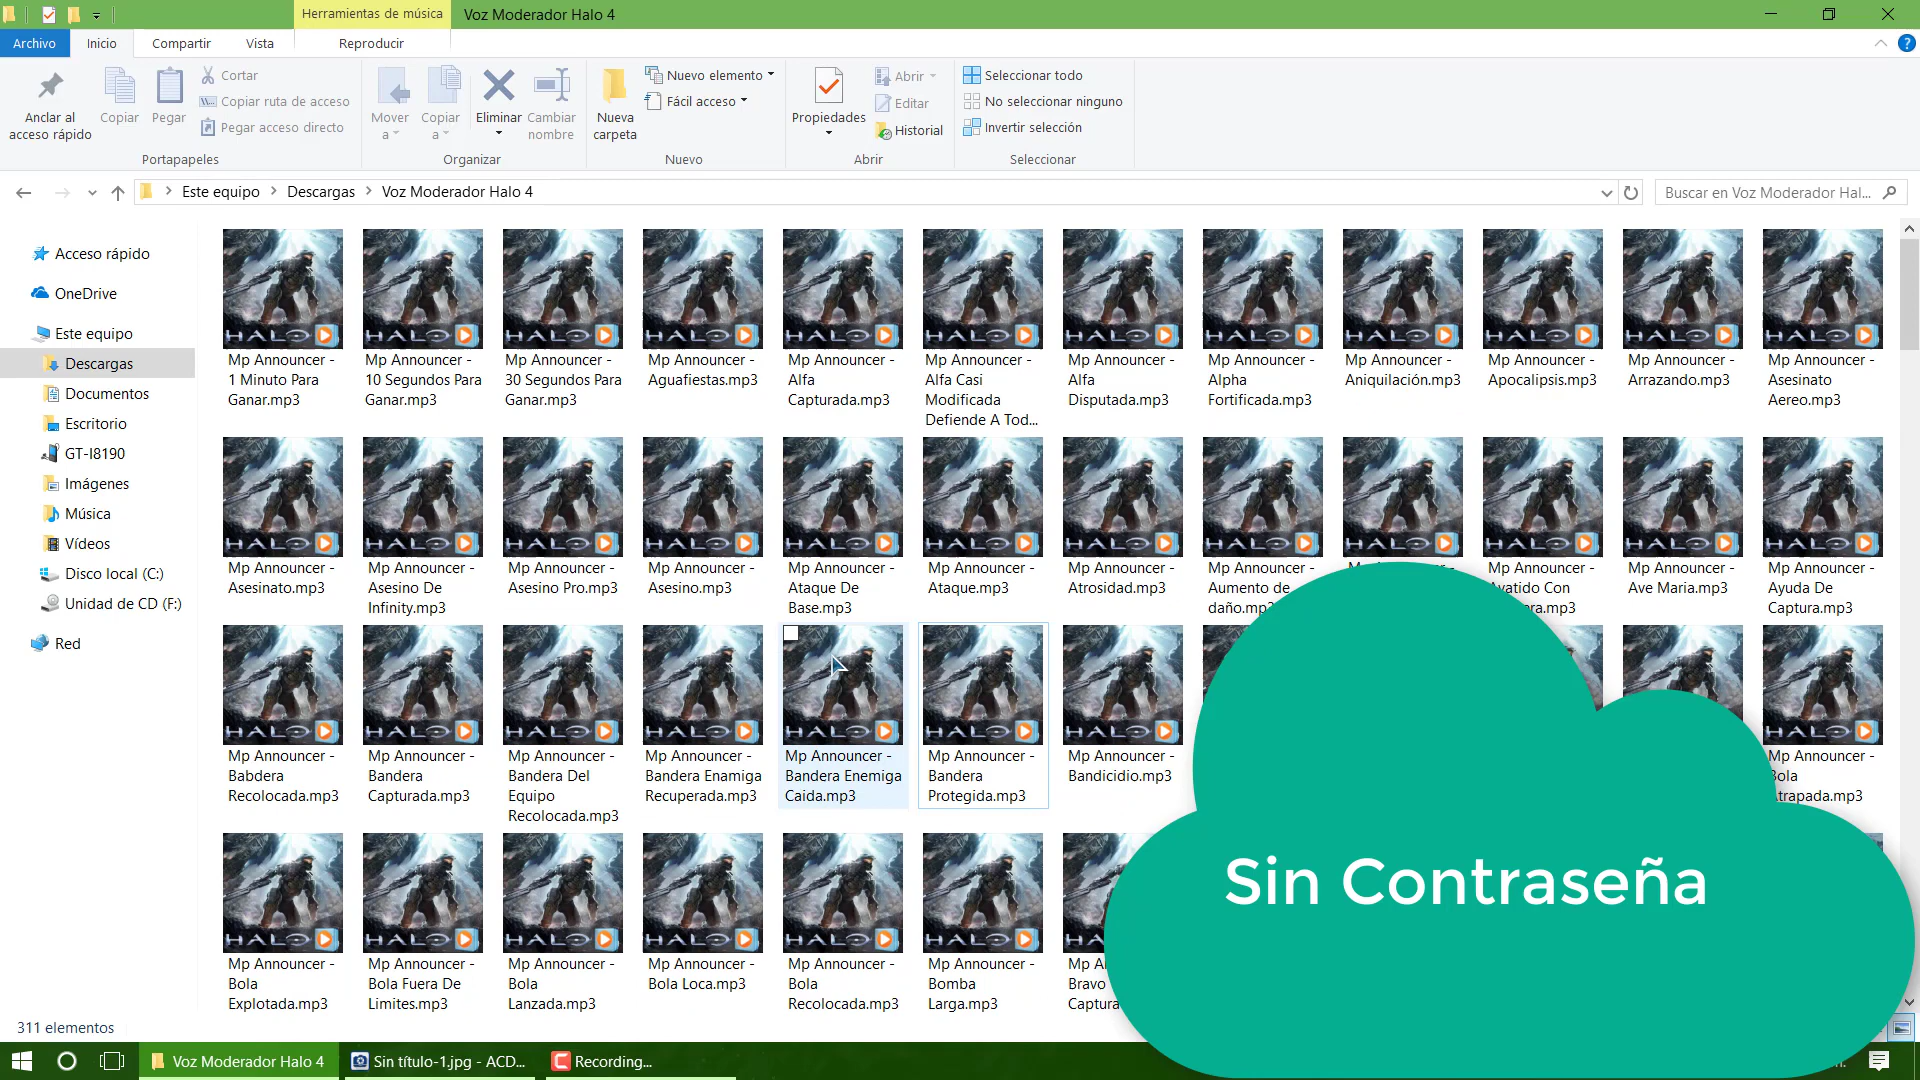 Herramientas de música
Voz Moderador Halo 4
Archivo
Inicio
Compartir
Vista
Reproducir
Anclar al
acceso rápido
Copiar
Pegar
Cortar
Copiar ruta de acceso
Pegar acceso directo
Mover
a
Copiar
a
Eliminar
Cambiar
nombre
Nueva
carpeta
Nuevo elemento
Fácil acceso
Propiedades
Abrir
Editar
Historial
Seleccionar todo
No seleccionar ninguno
Invertir selección
Portapapeles
Organizar
Nuevo
Abrir
Seleccionar
Este equipo
Descargas
Voz Moderador Halo 4
Buscar en Voz Moderador Hal...
Acceso rápido
OneDrive
Este equipo
Descargas
Documentos
Escritorio
GT-I8190
Imágenes
Música
Vídeos
Disco local (C:)
Unidad de CD (F:)
Red
Mp Announcer -
1 Minuto Para
Ganar.mp3
Mp Announcer -
10 Segundos Para
Ganar.mp3
Mp Announcer -
30 Segundos Para
Ganar.mp3
Mp Announcer -
Aguafiestas.mp3
Mp Announcer -
Alfa
Capturada.mp3
Mp Announcer -
Alfa Casi
Modificada
Defiende A Tod...
Mp Announcer -
Alfa
Disputada.mp3
Mp Announcer -
Alpha
Fortificada.mp3
Mp Announcer -
Aniquilación.mp3
Mp Announcer -
Apocalipsis.mp3
Mp Announcer -
Arrazando.mp3
Mp Announcer -
Asesinato
Aereo.mp3
Mp Announcer -
Asesinato.mp3
Mp Announcer -
Asesino De
Infinity.mp3
Mp Announcer -
Asesino Pro.mp3
Mp Announcer -
Asesino.mp3
Mp Announcer -
Ataque De
Base.mp3
Mp Announcer -
Ataque.mp3
Mp Announcer -
Atrosidad.mp3
Mp Announcer -
Aumento de
daño.mp3
Mp Announcer -
Mp Announcer -
Ave Maria.mp3
Mp Announcer -
Ayuda De
Captura.mp3
Mp Announcer -
Babdera
Recolocada.mp3
Mp Announcer -
Bandera
Capturada.mp3
Mp Announcer -
Bandera Del
Equipo
Recolocada.mp3
Mp Announcer -
Bandera Enamiga
Recuperada.mp3
Mp Announcer -
Bandera Enemiga
Caida.mp3
Mp Announcer -
Bandera
Protegida.mp3
Mp Announcer -
Bandicidio.mp3
Mp Announcer -
Bola
Atrapada.mp3
Mp Announcer -
Bola
Explotada.mp3
Mp Announcer -
Bola Fuera De
Limites.mp3
Mp Announcer -
Bola
Lanzada.mp3
Mp Announcer -
Bola Loca.mp3
Mp Announcer -
Bola
Recolocada.mp3
Mp Announcer -
Bomba
Larga.mp3
Mp
Bravo
Captura
Sin Contraseña
311 elementos
Voz Moderador Halo 4
Sin título-1.jpg - ACD...
Recording...